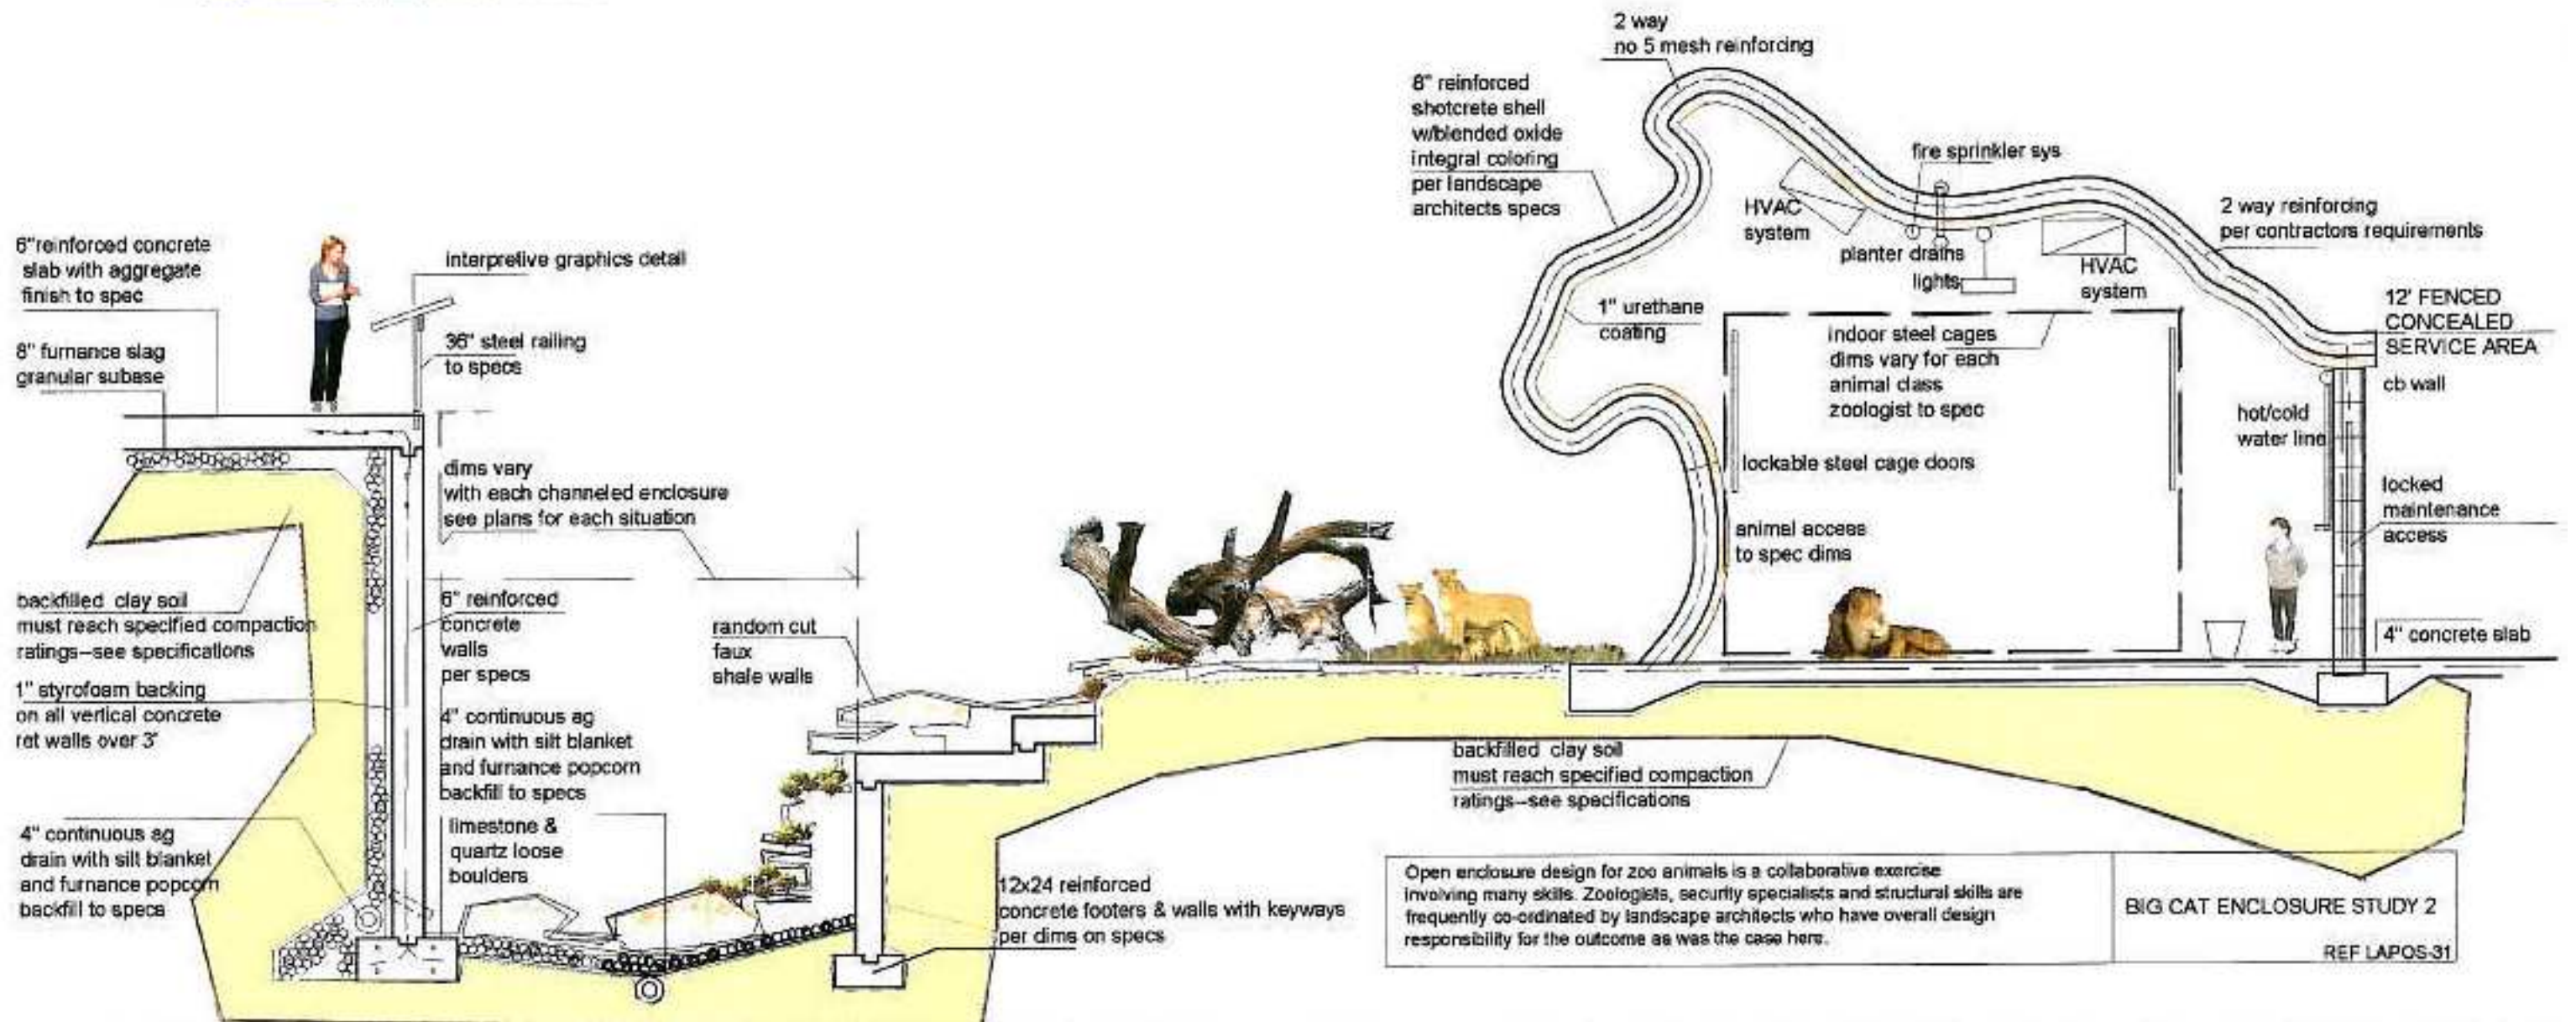 2 way
no 5 mesh reinforcing
8" reinforced
shotcrete shell
w/blended oxide
integral coloring
per landscape
architects specs
fire sprinkler sys
HVAC
system
planter drains
lights
HVAC
system
2 way reinforcing
per contractors requirements
6"reinforced concrete
slab with aggregate
finish to spec
interpretive graphics detail
8" furnance slag
granular subase
36" steel railing
to specs
1" urethane
coating
indoor steel cages
dims vary for each
animal class
zoologist to spec
12' FENCED
CONCEALED
SERVICE AREA
cb wall
hot/cold
water line
dims vary
with each channeled enclosure
see plans for each situation
lockable steel cage doors
locked
maintenance
access
animal access
to spec dims
backfilled clay soil
must reach specified compaction
ratings--see specifications
6" reinforced
concrete
walls
per specs
random cut
faux
shale walls
4" concrete slab
1" styrofoam backing
on all vertical concrete
ret walls over 3'
4" continuous ag
drain with silt blanket
and furnance popcorn
backfill to specs
backfilled clay soil
must reach specified compaction
ratings--see specifications
4" continuous ag
drain with silt blanket
and furnance popcorn
backfill to specs
limestone &
quartz loose
boulders
12x24 reinforced
concrete footers & walls with keyways
per dims on specs
Open enclosure design for zoo animals is a collaborative exercise
involving many skills. Zoologists, security specialists and structural skills are
frequently co-ordinated by landscape architects who have overall design
responsibility for the outcome as was the case here.
BIG CAT ENCLOSURE STUDY 2
REF LAPOS-31